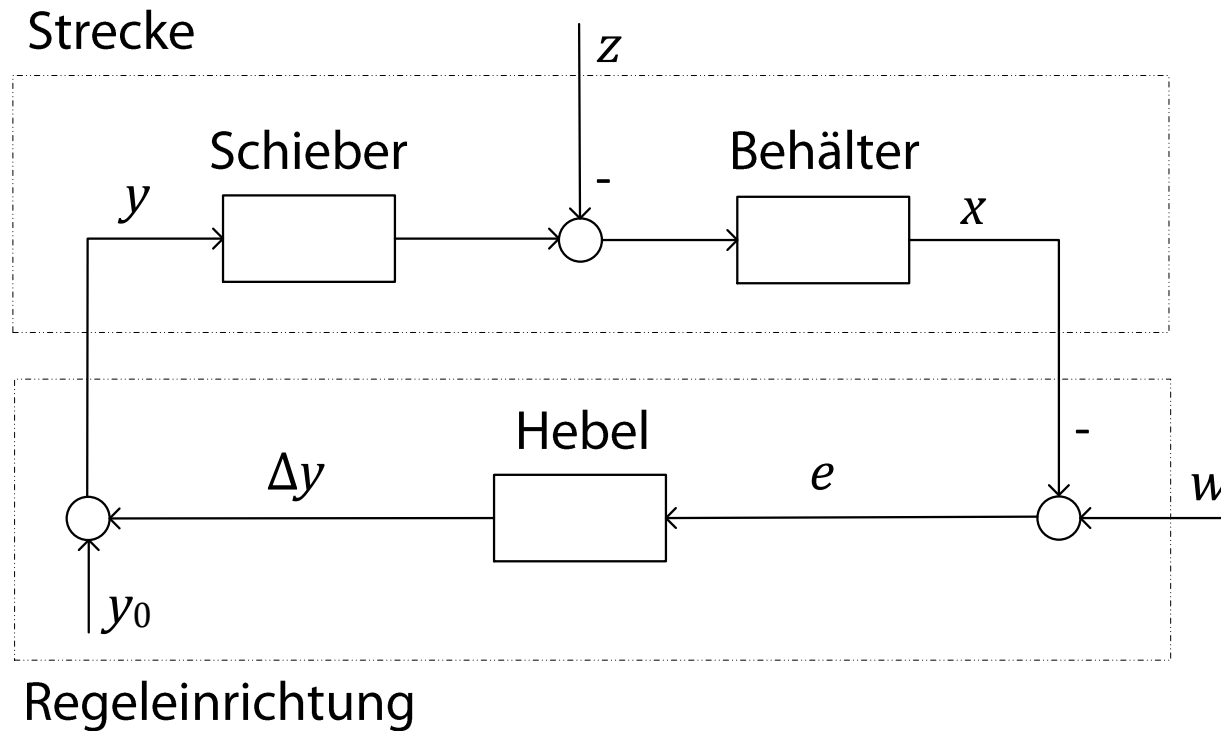 Strecke
z
Schieber
Behälter
-
y
x
Hebel
-
Δy
e
w
y₀
Regeleinrichtung